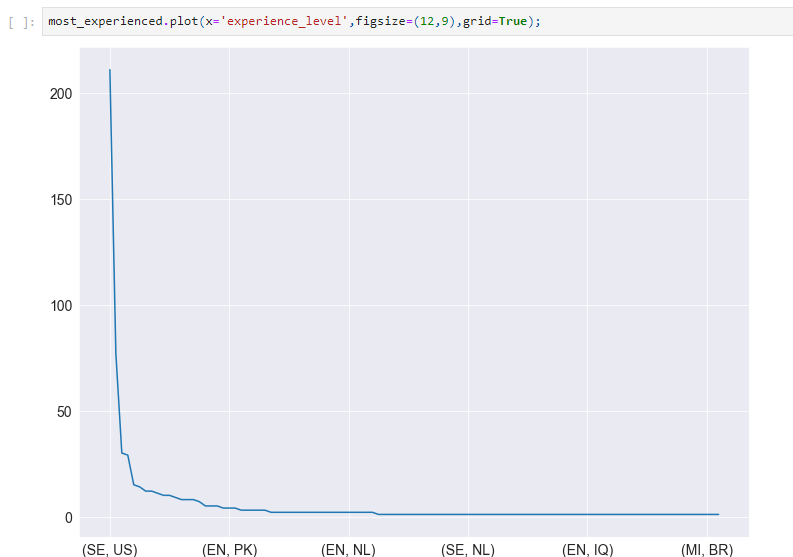 [ ]: most_experienced.plot(x='experience_level',figsize=(12,9),grid=True);
200
150
100
50
0
(SE, US) (EN, PK) (EN, NL) (SE, NL) (EN, IQ) (MI, BR)